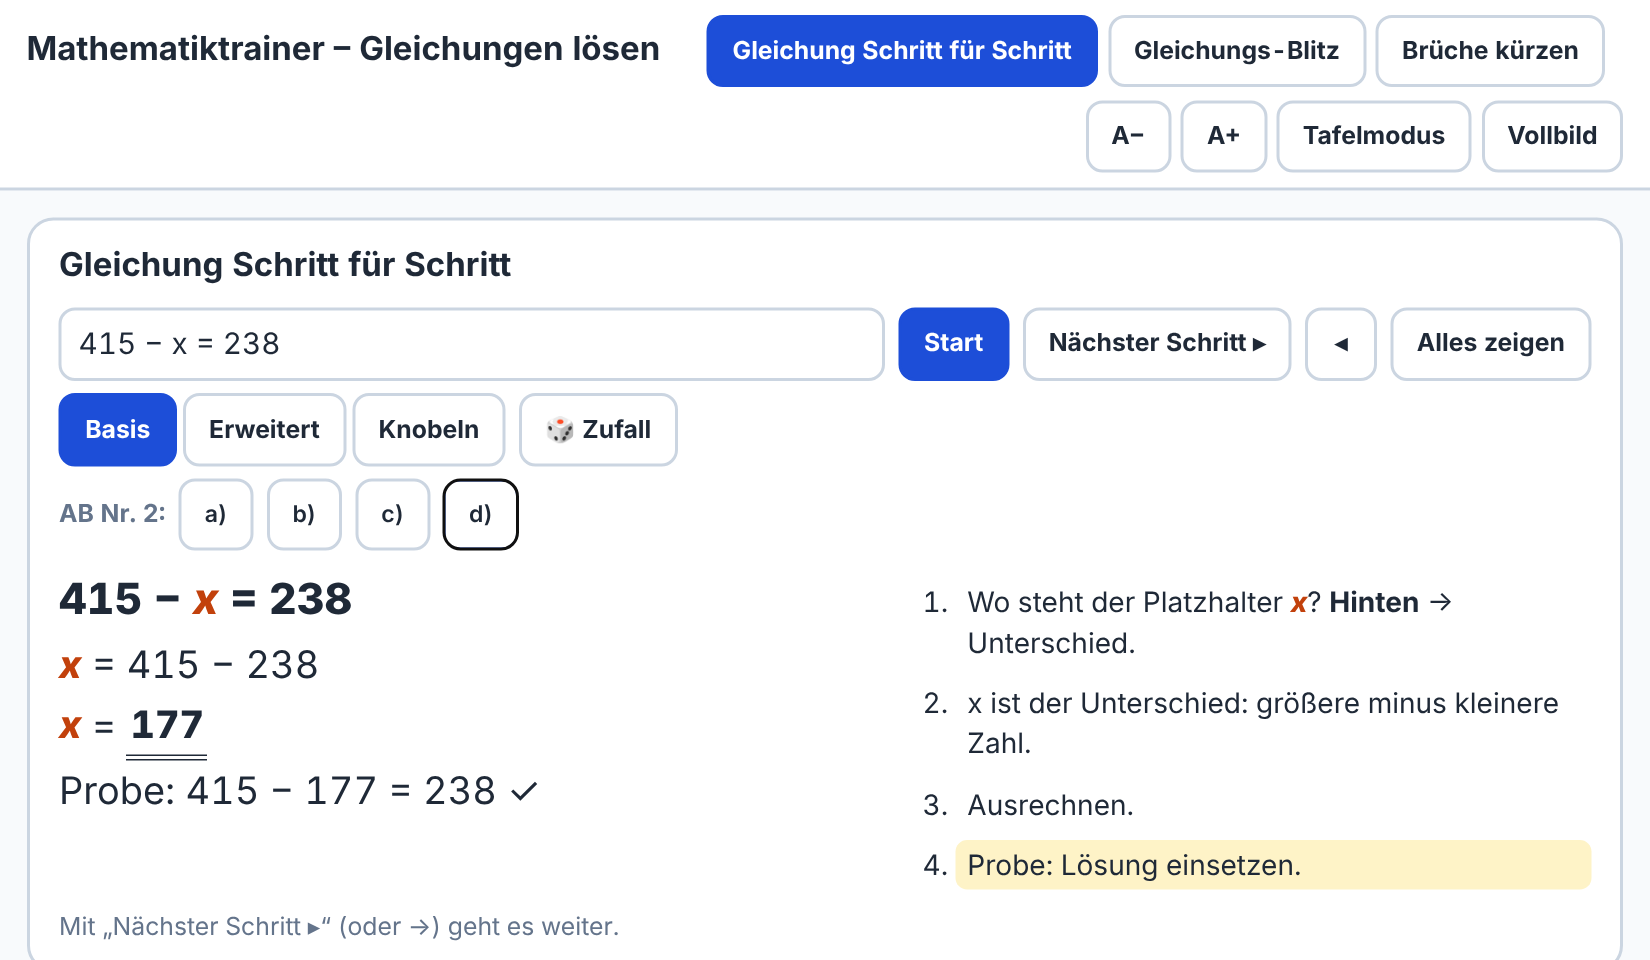 Mathematiktrainer – Gleichungen lösen
Gleichung Schritt für Schritt
Gleichungs-Blitz
Brüche kürzen
A−
A+
Tafelmodus
Vollbild
Gleichung Schritt für Schritt
415 − x = 238
Start
Nächster Schritt ▸
◂
Alles zeigen
Basis
Erweitert
Knobeln
🎲 Zufall
AB Nr. 2:
a)
b)
c)
d)
415 − x = 238
x = 415 − 238
x = 177
Probe: 415 − 177 = 238 ✓
1. Wo steht der Platzhalter x? Hinten →
Unterschied.
2. x ist der Unterschied: größere minus kleinere
Zahl.
3. Ausrechnen.
4. Probe: Lösung einsetzen.
Mit „Nächster Schritt ▸“ (oder →) geht es weiter.